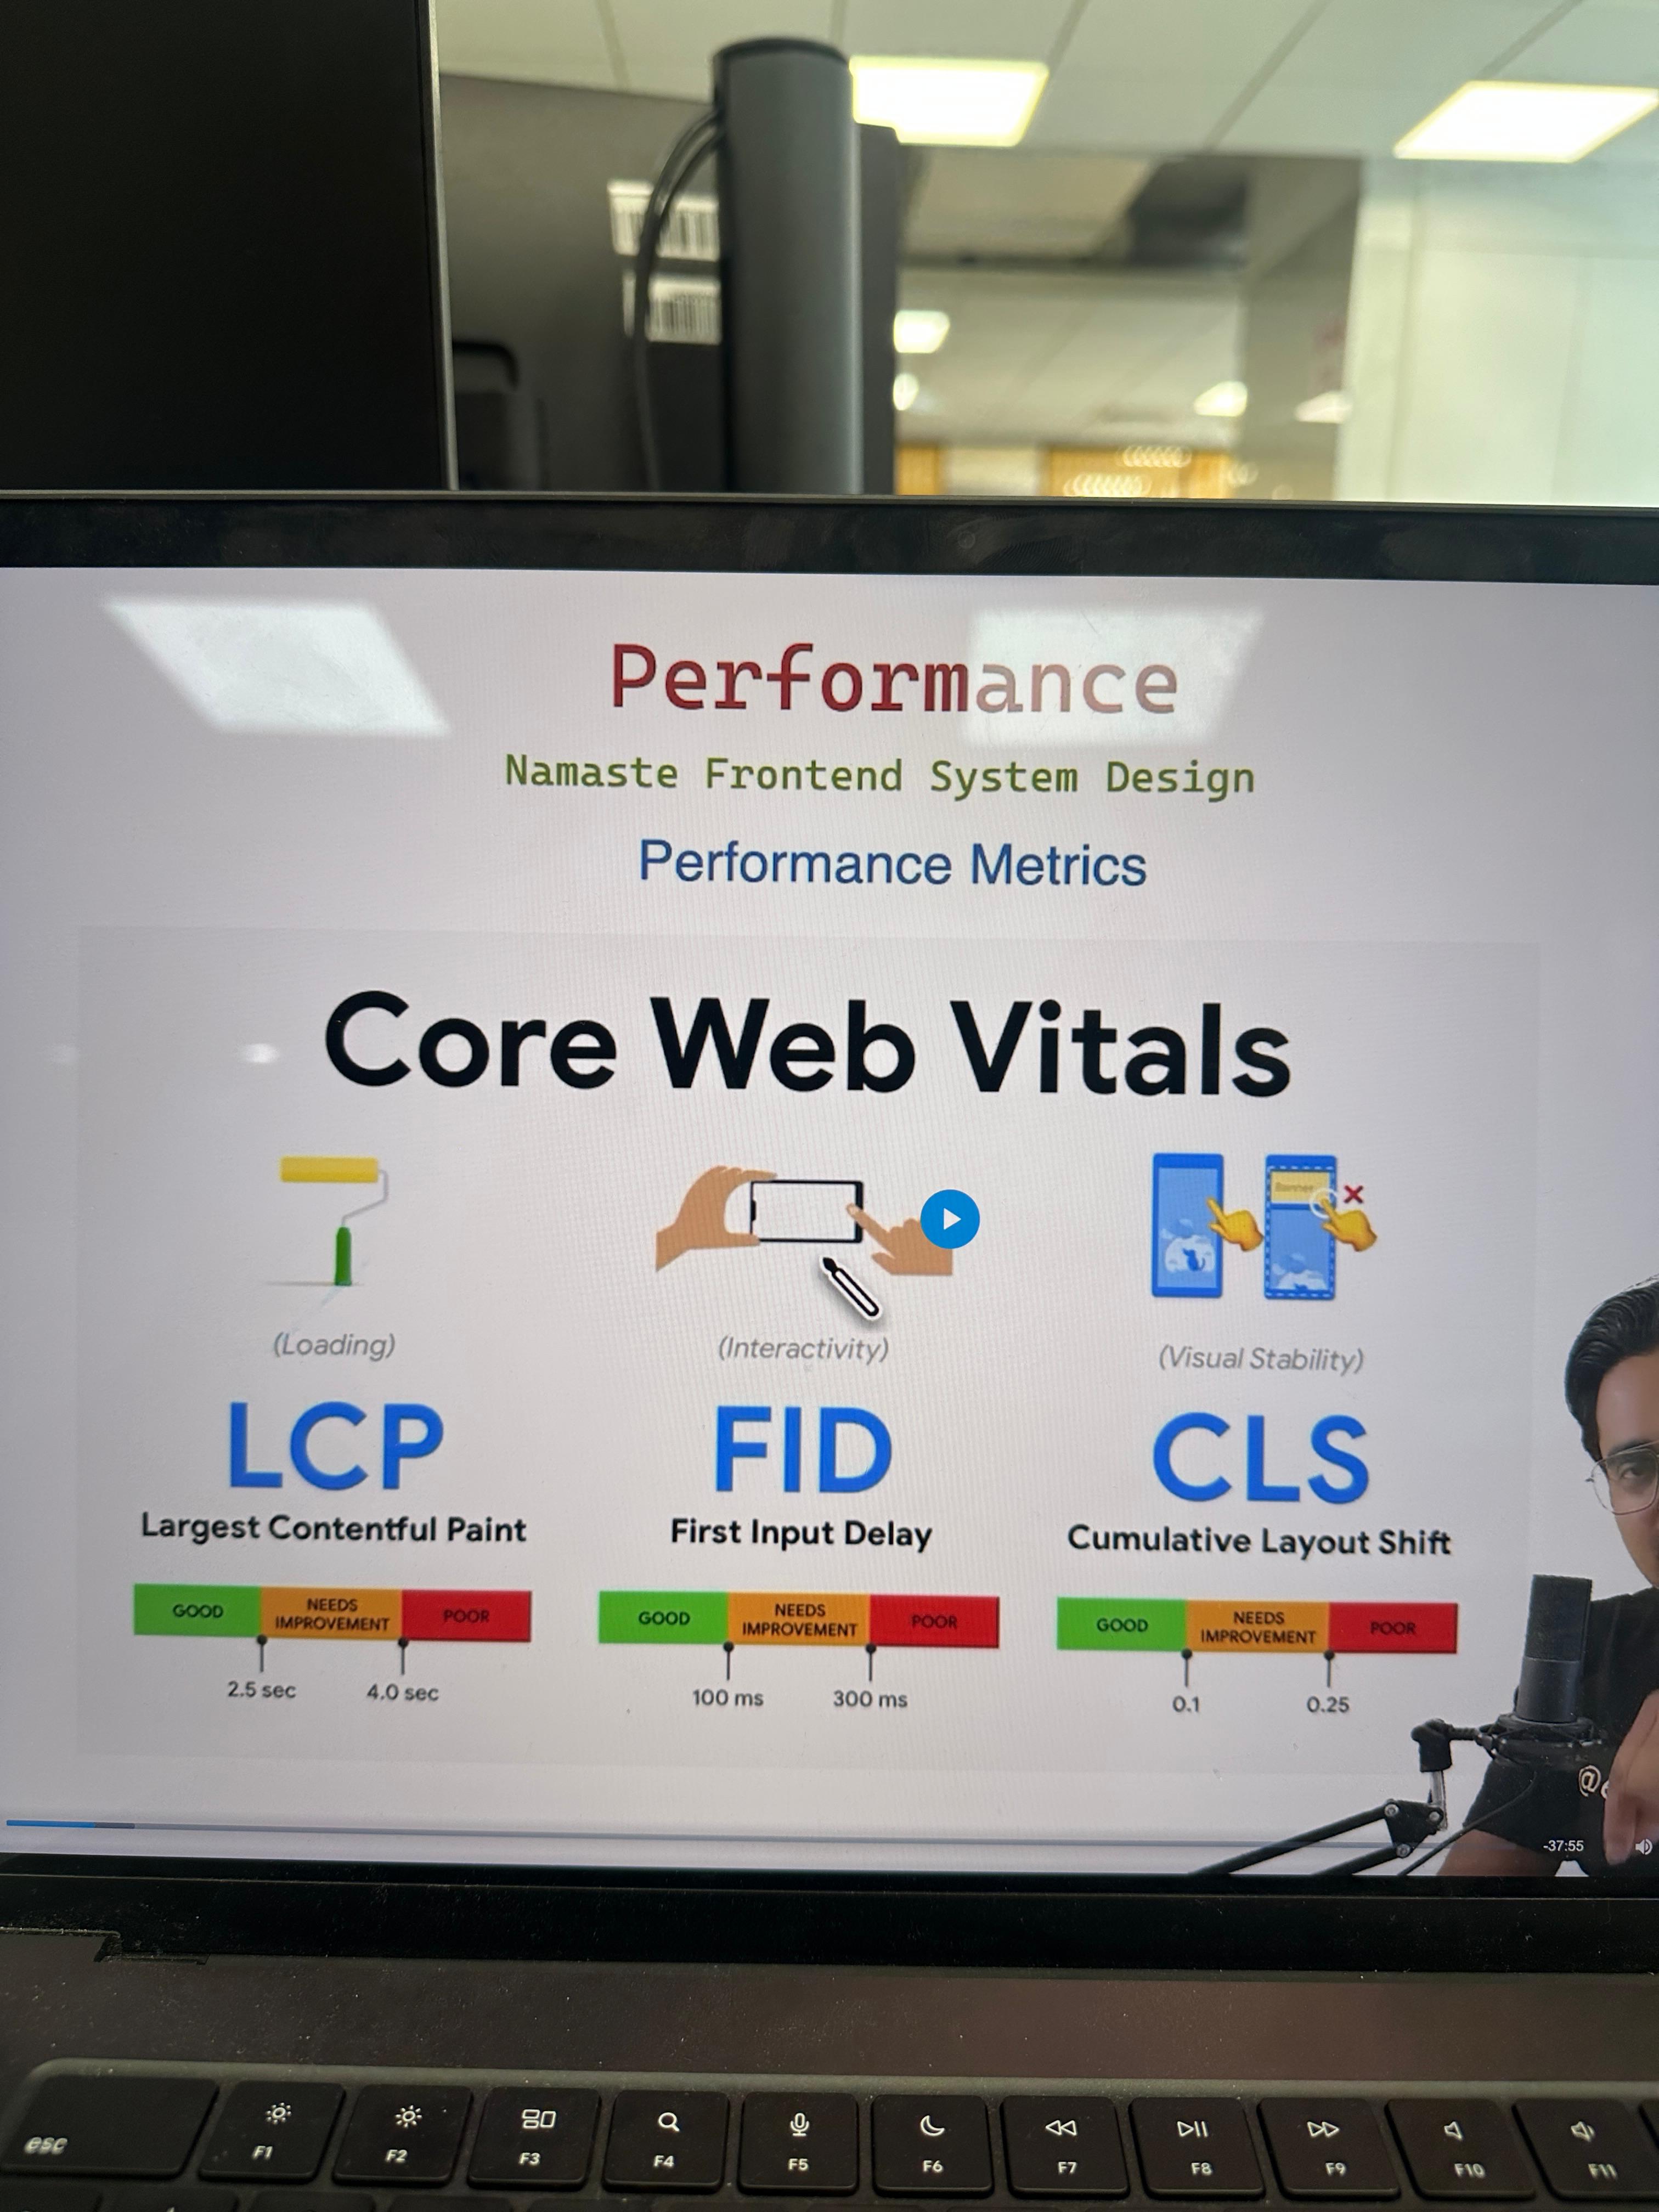 Performance
Namaste Frontend System Design
Performance Metrics
Core Web Vitals
Banner
(Loading)
(Interactivity)
(Visual Stability)
LCP
FID
CLS
Largest Contentful Paint
First Input Delay
Cumulative Layout Shift
GOOD
NEEDS
IMPROVEMENT
POOR
2.5 sec
4.0 sec
GOOD
NEEDS
IMPROVEMENT
POOR
100 ms
300 ms
GOOD
NEEDS
IMPROVEMENT
POOR
0.1
0.25
-37:55
esc
F1
F2
F3
F4
F5
F6
F7
F8
F9
F10
F11